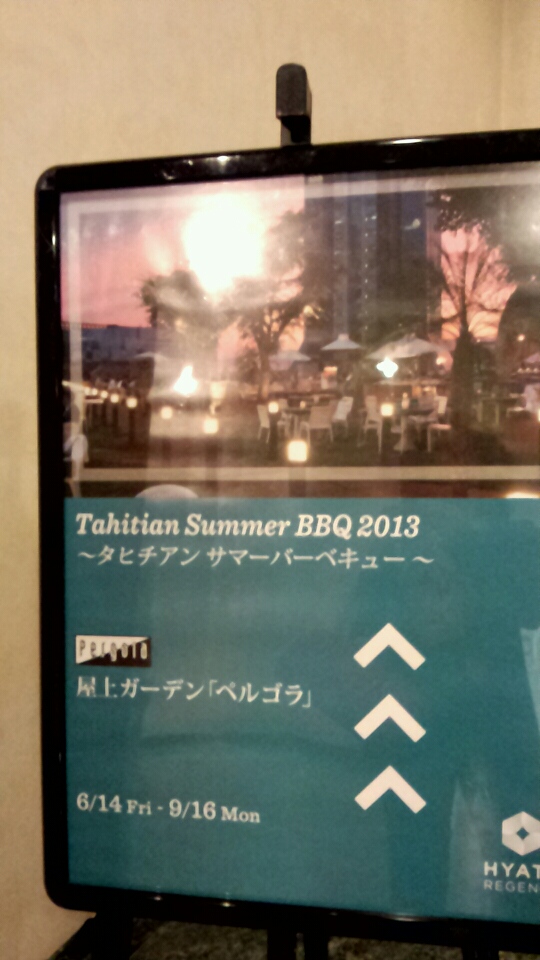 Tahitian Summer BBQ 2013
～タヒチアン サマーバーベキュー ～
Pergola
屋上ガーデン「ペルゴラ」
6/14 Fri - 9/16 Mon
HYAT
REGEN